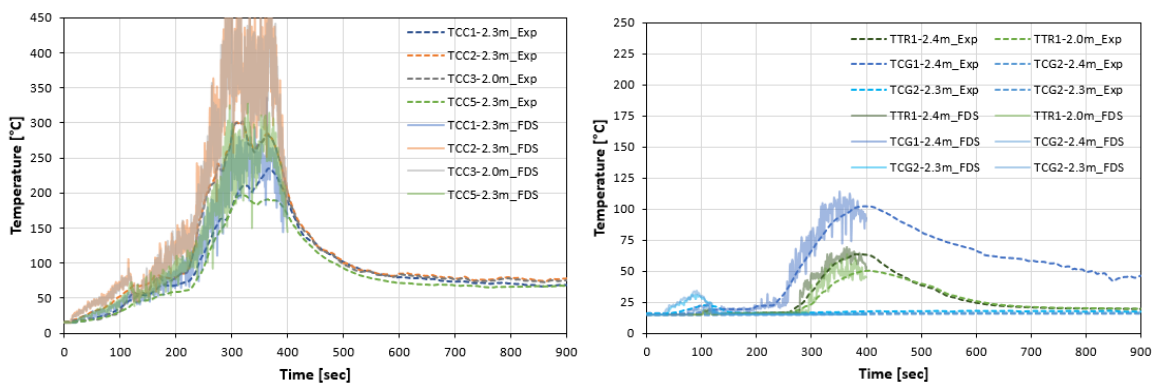 450
400
350
300
250
200
150
100
50
0
Temperature [°C]
0 100 200 300 400 500 600 700 800 900
Time [sec]
TCC1-2.3m_Exp
TCC2-2.3m_Exp
TCC3-2.0m_Exp
TCC5-2.3m_Exp
TCC1-2.3m_FDS
TCC2-2.3m_FDS
TCC3-2.0m_FDS
TCC5-2.3m_FDS
250
225
200
175
150
125
100
75
50
25
0
Temperature [°C]
0 100 200 300 400 500 600 700 800 900
Time [sec]
TTR1-2.4m_Exp TTR1-2.0m_Exp
TCG1-2.4m_Exp TCG2-2.4m_Exp
TCG2-2.3m_Exp TCG2-2.3m_Exp
TTR1-2.4m_FDS TTR1-2.0m_FDS
TCG1-2.4m_FDS TCG2-2.4m_FDS
TCG2-2.3m_FDS TCG2-2.3m_FDS